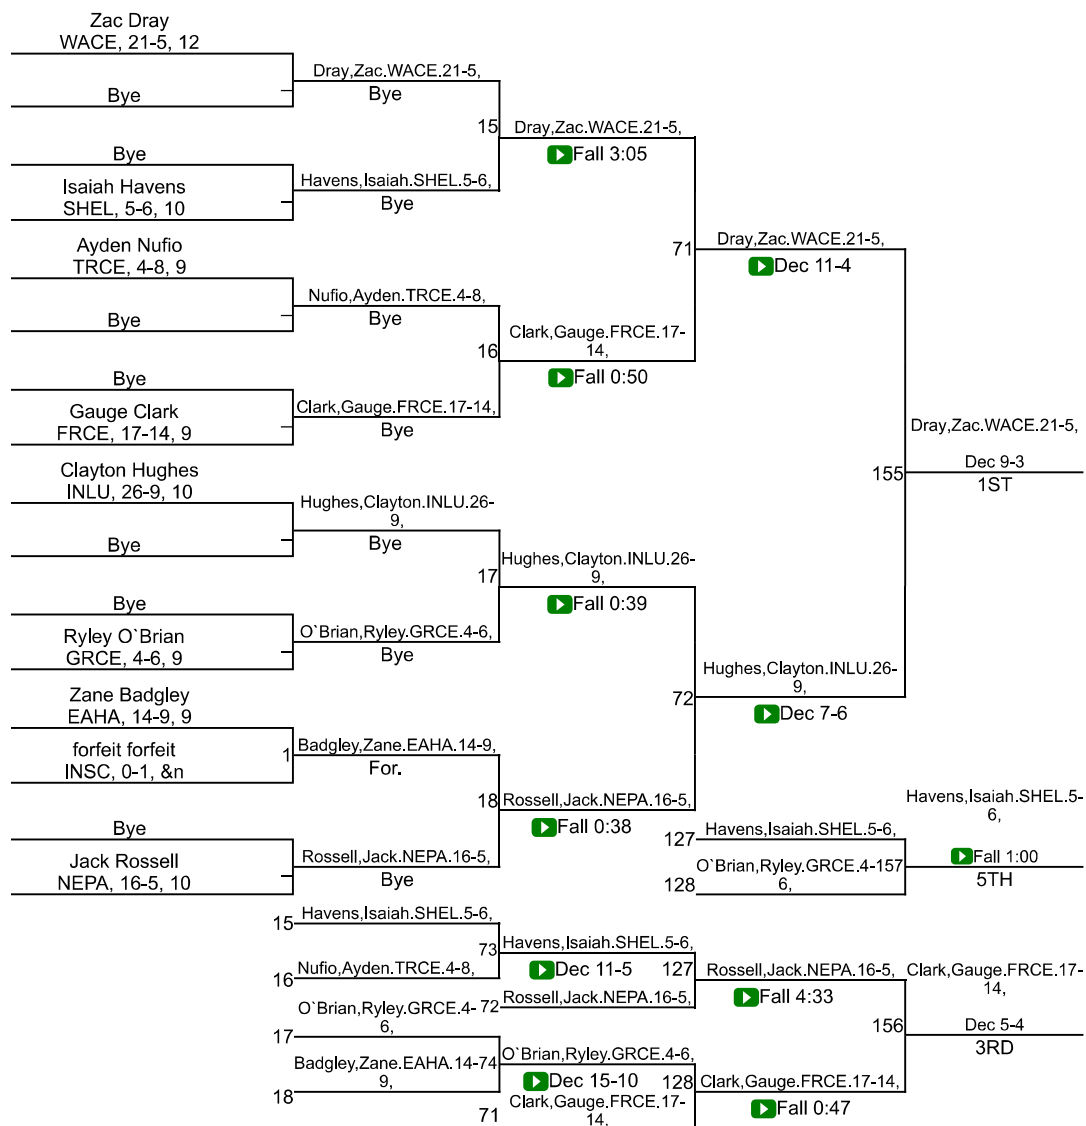 Zac Dray
WACE, 21-5, 12
Dray,Zac.WACE.21-5,
Bye
Bye
15
Dray,Zac.WACE.21-5,
Fall 3:05
Bye
Isaiah Havens
SHEL, 5-6, 10
Havens,Isaiah.SHEL.5-6,
Bye
71
Dray,Zac.WACE.21-5,
Dec 11-4
Ayden Nufio
TRCE, 4-8, 9
Nufio,Ayden.TRCE.4-8,
Bye
Bye
16
Clark,Gauge.FRCE.17-
14,
Fall 0:50
Bye
Gauge Clark
FRCE, 17-14, 9
Clark,Gauge.FRCE.17-14,
Bye
155
Dray,Zac.WACE.21-5,
Dec 9-3
1ST
Clayton Hughes
INLU, 26-9, 10
Hughes,Clayton.INLU.26-
9,
Bye
Bye
17
Hughes,Clayton.INLU.26-
9,
Fall 0:39
Bye
Ryley O`Brian
GRCE, 4-6, 9
O`Brian,Ryley.GRCE.4-6,
Bye
72
Hughes,Clayton.INLU.26-
9,
Dec 7-6
Zane Badgley
EAHA, 14-9, 9
forfeit forfeit
INSC, 0-1, &n
1
Badgley,Zane.EAHA.14-9,
For.
18
Rossell,Jack.NEPA.16-5,
Fall 0:38
Bye
Jack Rossell
NEPA, 16-5, 10
Rossell,Jack.NEPA.16-5,
Bye
127
Havens,Isaiah.SHEL.5-6,
128
O`Brian,Ryley.GRCE.4-157
6,
Havens,Isaiah.SHEL.5-
6,
Fall 1:00
5TH
15
Havens,Isaiah.SHEL.5-6,
16
Nufio,Ayden.TRCE.4-8,
73
Havens,Isaiah.SHEL.5-6,
Dec 11-5
127
72
Rossell,Jack.NEPA.16-5,
Rossell,Jack.NEPA.16-5,
Fall 4:33
17
O`Brian,Ryley.GRCE.4-
6,
18
Badgley,Zane.EAHA.14-74
9,
O`Brian,Ryley.GRCE.4-6,
Dec 15-10
128
71
Clark,Gauge.FRCE.17-
14,
Clark,Gauge.FRCE.17-14,
Fall 0:47
156
Clark,Gauge.FRCE.17-
14,
Dec 5-4
3RD